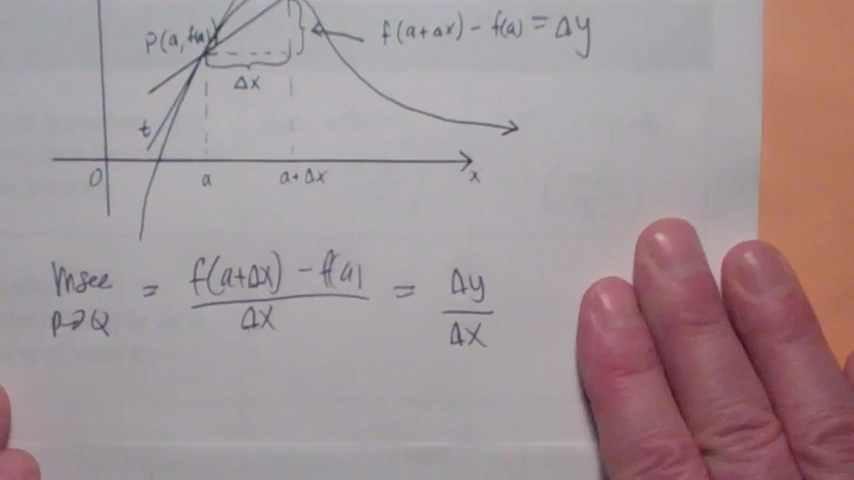 P(a, f(a))
f(a+Δx) - f(a) = Δy
Δx
t
0
a
a+Δx
x
msec P→Q = f(a+Δx) - f(a) / Δx = Δy / Δx